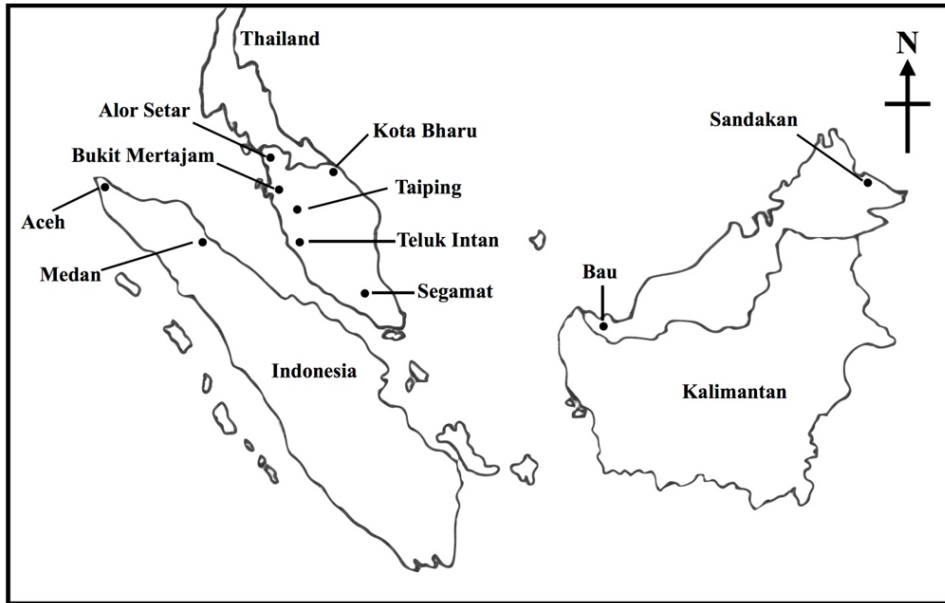 Thailand
N
Alor Setar
Kota Bharu
Sandakan
Bukit Mertajam
Taiping
Aceh
Teluk Intan
Medan
Bau
Segamat
Indonesia
Kalimantan